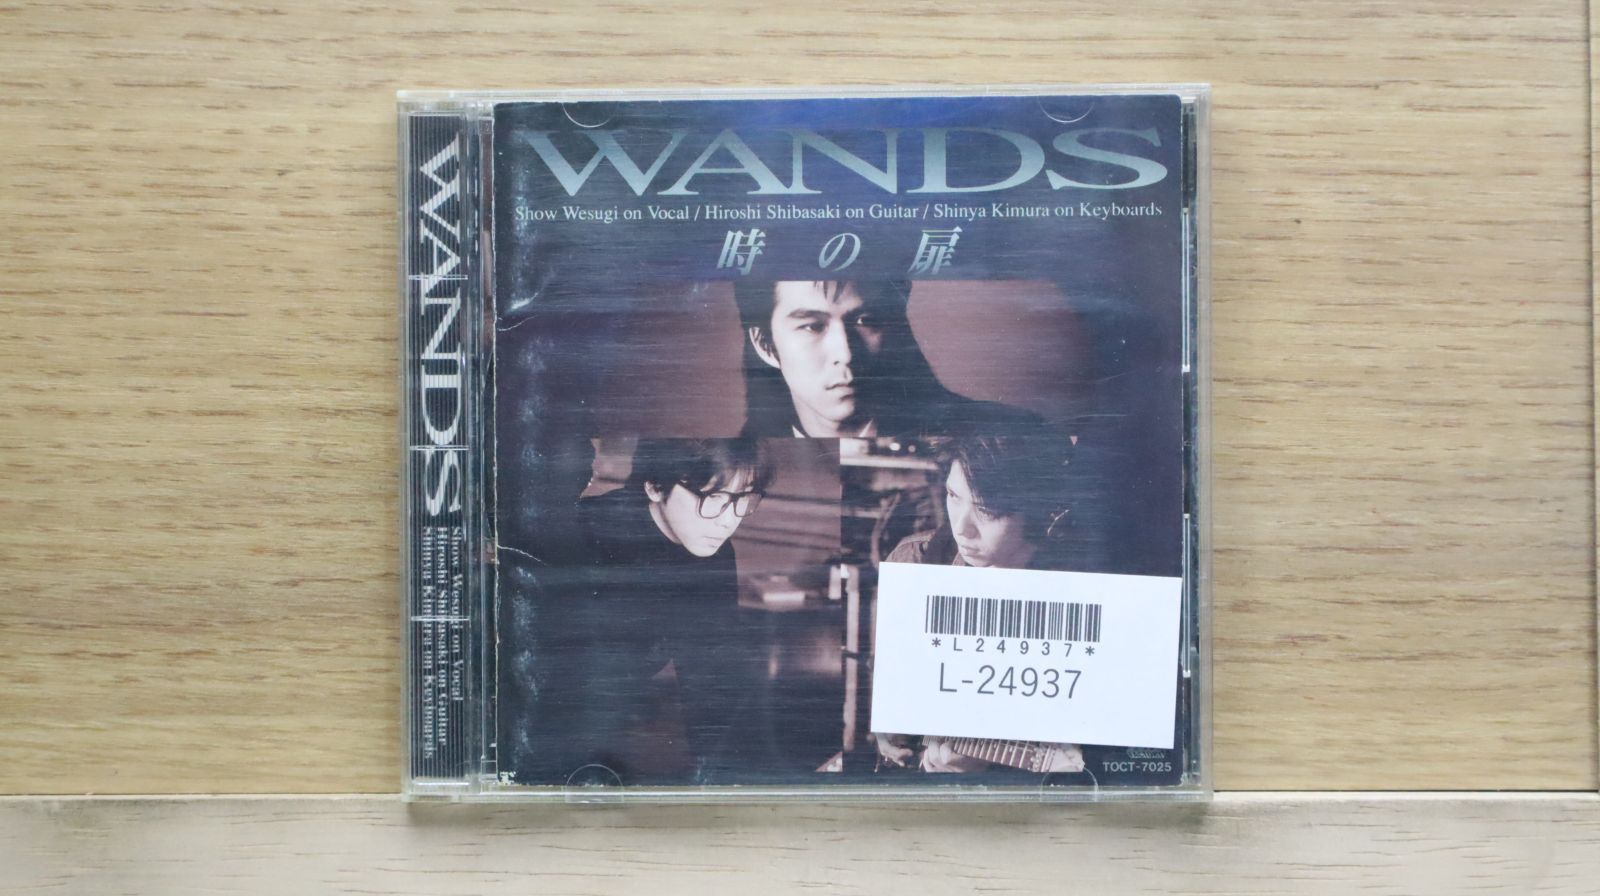 WANDS
Show Wesugi on Vocal
Hiroshi Shibasaki on Guitar
Shinya Kimura on Keyboards
WANDS
Show Wesugi on Vocal / Hiroshi Shibasaki on Guitar / Shinya Kimura on Keyboards
時の扉
*L24937*
L-24937
TOCT-7025